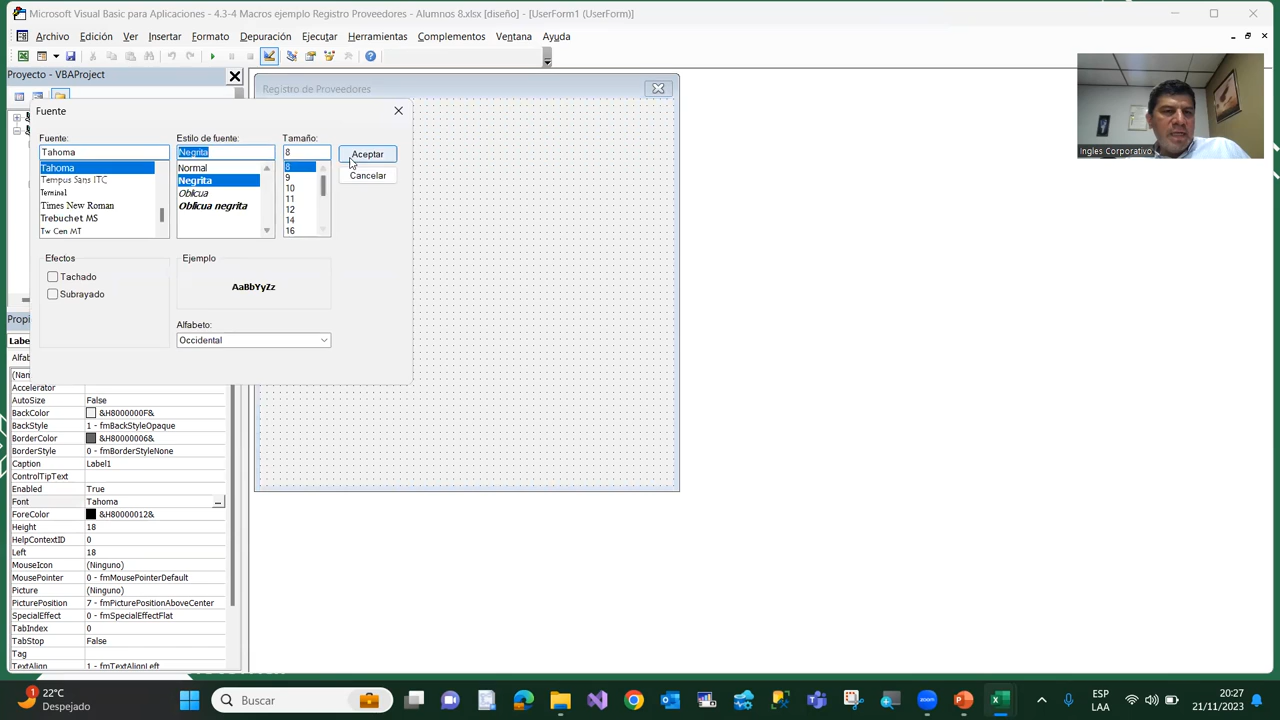 Microsoft Visual Basic para Aplicaciones - 4.3-4 Macros ejemplo Registro Proveedores - Alumnos 8.xlsx [diseño] - [UserForm1 (UserForm)]
Archivo Edición Ver Insertar Formato Depuración Ejecutar Herramientas Complementos Ventana Ayuda
Proyecto - VBAProject
Registro de Proveedores
Fuente
Fuente: Estilo de fuente: Tamaño:
Tahoma Negrita 8 Aceptar
Tahoma Normal 8
Tempus Sans ITC Negrita 9 Cancelar
Terminal Oblicua 10
Times New Roman Oblicua negrita 11
Trebuchet MS 12
Tw Cen MT 14
16
Efectos Ejemplo
Tachado
Subrayado AaBbYyZz
Alfabeto:
Occidental
Ingles Corporativo
Propi
Labe
Alfab
(Nan
Accelerator
AutoSize False
BackColor &H8000000F&
BackStyle 1 - fmBackStyleOpaque
BorderColor &H80000006&
BorderStyle 0 - fmBorderStyleNone
Caption Label1
ControlTipText
Enabled True
Font Tahoma ...
ForeColor &H80000012&
Height 18
HelpContextID 0
Left 18
MouseIcon (Ninguno)
MousePointer 0 - fmMousePointerDefault
Picture (Ninguno)
PicturePosition 7 - fmPicturePositionAboveCenter
SpecialEffect 0 - fmSpecialEffectFlat
TabIndex 0
TabStop False
Tag
TextAlign 1 - fmTextAlignLeft
1
22°C
Despejado
Buscar
ESP
LAA
20:27
21/11/2023